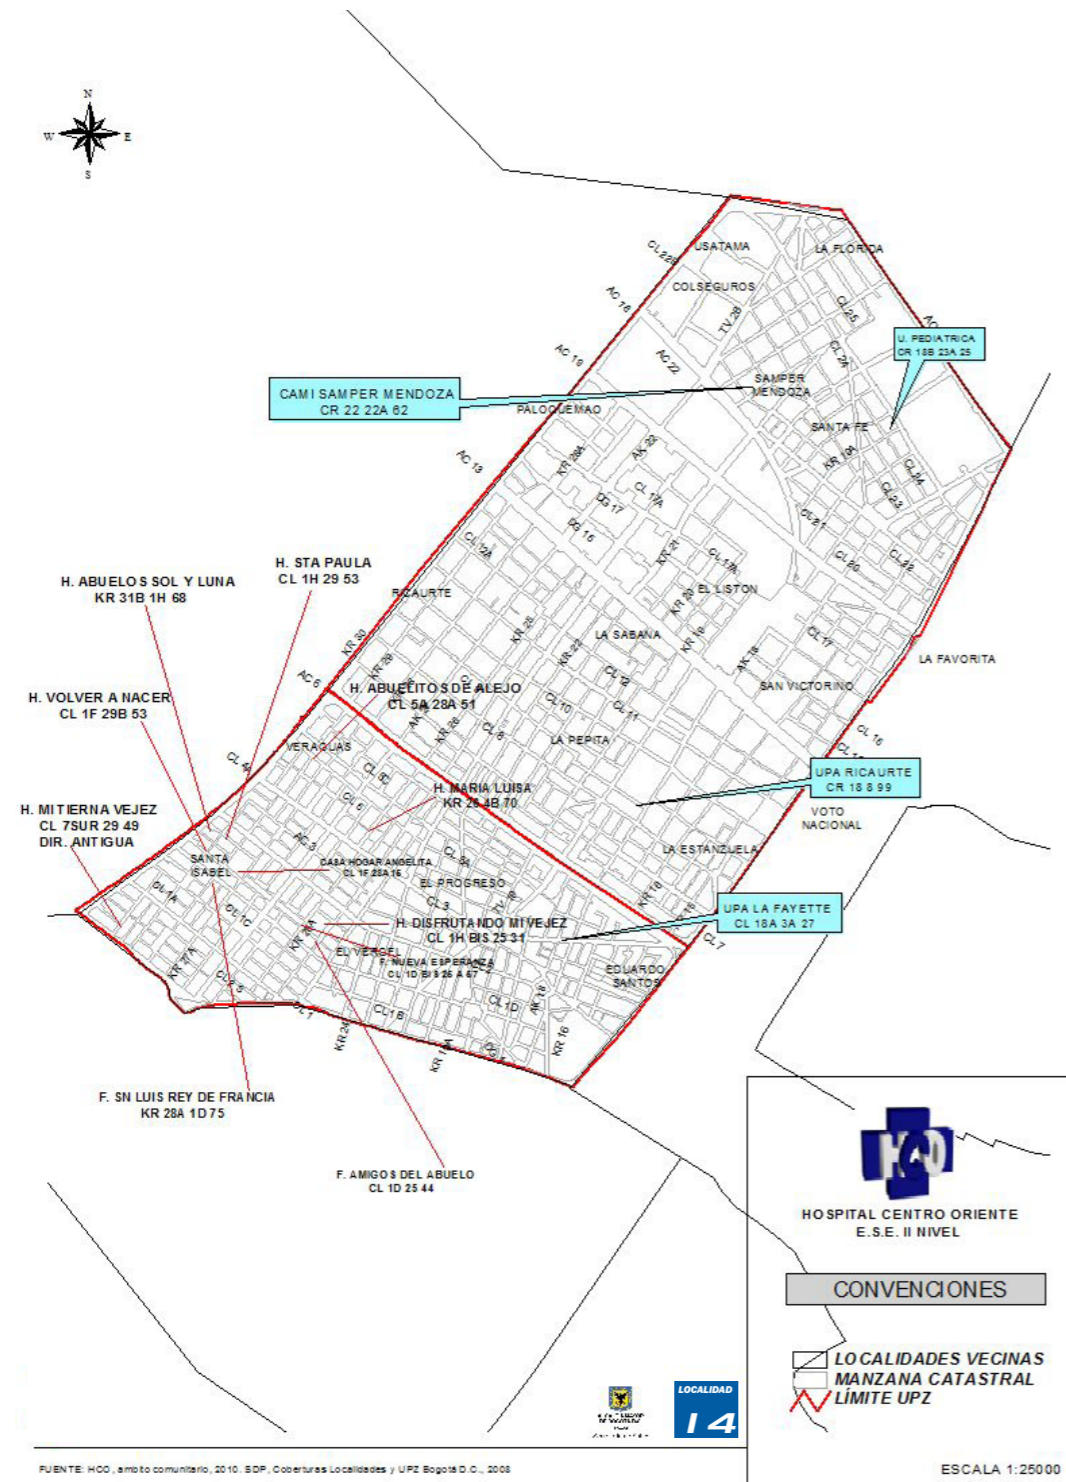 N
W E
S
USATAMA
LA FLORIDA
CL 22B
COLSEGUROS
AC 16
CL 25
TV 28
U. PEDIATRICA
CR 18B 23A 25
AC 19
AC 22
CL 2A
SAMPER
MENDOZA
CAMI SAMPER MENDOZA
CR 22 22A 62
PALOQUEMAO
SANTA FE
AC 13
KR 28A
AK 22
KR 19A
CL 24
CL 17A
CL 23
DG 17
DG 16
CL 21
CL 12A
KR 21
CL 17A
CL 20
CL 22
H. STA PAULA
CL 1H 29 53
H. ABUELOS SOL Y LUNA
KR 31B 1H 68
RICAURTE
KR 20
EL LISTON
KR 25
LA SABANA
KR 30
KR 22
KR 19
CL 17
AK 18
LA FAVORITA
KR 29
AC 6
CL 12
SAN VICTORINO
H. ABUELITOS DE ALEJO
CL 5A 28A 51
H. VOLVER A NACER
CL 1F 29B 53
CL 10
CL 11
KR 26
CL 8
LA PEPITA
CL 16
VERAGUAS
CL 4
CL 5C
UPA RICAURTE
CR 18 8 99
H. MARIA LUISA
KR 26 4B 70
CL 5
H. MI TIERNA VEJEZ
CL 7SUR 29 49
DIR. ANTIGUA
VOTO
NACIONAL
AC 3
LA ESTANZUELA
SANTA
ISABEL
CASA HOGAR ANGELITA
CL 1F 28A 16
EL PROGRESO
CL 1A
KR 18
CL 3
CL 1C
UPA LA FAYETTE
CL 18A 3A 27
H. DISFRUTANDO MI VEJEZ
CL 1H BIS 25 31
CL 7
EL VERGEL
F. NUEVA ESPERANZA
CL 1D BIS 26 A 67
KR 27A
EDUARDO
SANTOS
CL 1D
AK 18
CL 1
CL 1B
KR 24
KR 19A
KR 16
F. SN LUIS REY DE FRANCIA
KR 28A 1D 75
F. AMIGOS DEL ABUELO
CL 1D 25 44
HCO
HOSPITAL CENTRO ORIENTE
E.S.E. II NIVEL
CONVENCIONES
LOCALIDADES VECINAS
MANZANA CATASTRAL
LÍMITE UPZ
LOCALIDAD
14
FUENTE: HCO, ambito comunitario, 2010. SDP, Coberturas Localidades y UPZ Bogotá D.C., 2008
ESCALA 1:25000